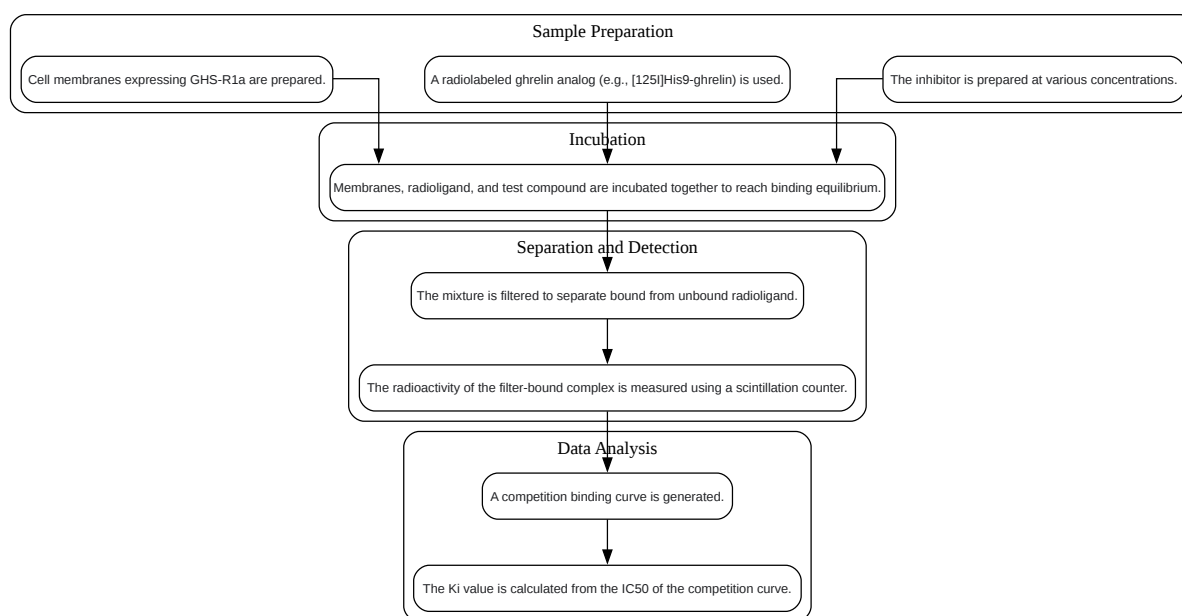 Sample Preparation
Cell membranes expressing GHS-R1a are prepared.
A radiolabeled ghrelin analog (e.g., [125I]His9-ghrelin) is used.
The inhibitor is prepared at various concentrations.
Incubation
Membranes, radioligand, and test compound are incubated together to reach binding equilibrium.
Separation and Detection
The mixture is filtered to separate bound from unbound radioligand.
The radioactivity of the filter-bound complex is measured using a scintillation counter.
Data Analysis
A competition binding curve is generated.
The Ki value is calculated from the IC50 of the competition curve.